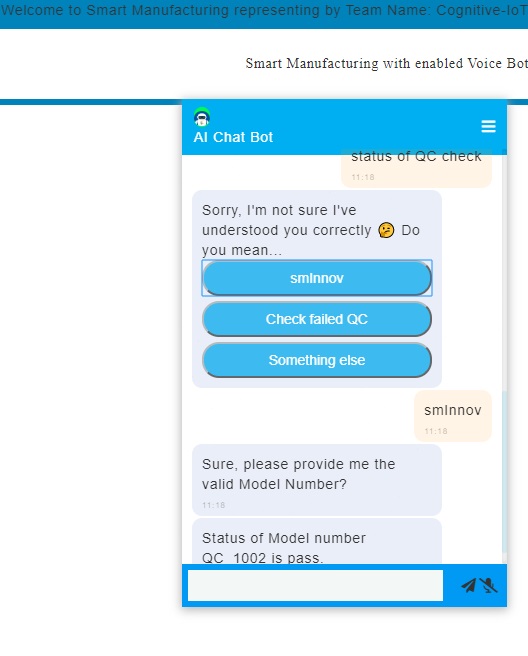 Welcome to Smart Manufacturing representing by Team Name: Cognitive-IoT
Smart Manufacturing with enabled Voice Bot
AI Chat Bot
status of QC check
11:18
Sorry, I'm not sure I've
understood you correctly 🤔 Do
you mean...
smInnov
Check failed QC
Something else
smInnov
11:18
Sure, please provide me the
valid Model Number?
11:18
Status of Model number
QC_1002 is pass.